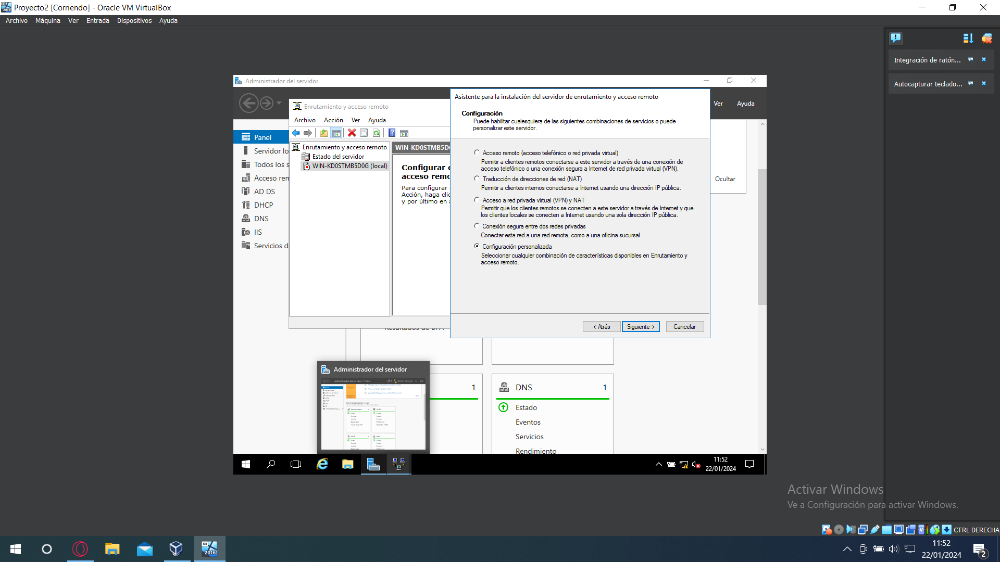 Proyecto2 [Corriendo] - Oracle VM VirtualBox
Archivo Máquina Ver Entrada Dispositivos Ayuda
Integración de ratón...
Autocapturar teclado...
Administrador del servidor
Ver Ayuda
Enrutamiento y acceso remoto
Archivo Acción Ver Ayuda
Panel
Servidor lo
Todos los s
Acceso rem
AD DS
DHCP
DNS
IIS
Servicios d
Enrutamiento y acceso remoto
Estado del servidor
WIN-KD0STMB5D0G (local)
WIN-KD0STMB5D0
Configurar e
acceso remo
Para configurar
Acción, haga clic
y por último en
Asistente para la instalación del servidor de enrutamiento y acceso remoto
Configuración
Puede habilitar cualesquiera de las siguientes combinaciones de servicios o puede
personalizar este servidor.
Acceso remoto (acceso telefónico o red privada virtual)
Permitir a clientes remotos conectarse a este servidor a través de una conexión de
acceso telefónico o una conexión segura a Internet de red privada virtual (VPN).
Traducción de direcciones de red (NAT)
Permitir a clientes internos conectarse a Internet usando una dirección IP pública.
Acceso a red privada virtual (VPN) y NAT
Permitir que los clientes remotos se conecten a este servidor a través de Internet y que
los clientes locales se conecten a Internet usando una sola dirección IP pública.
Conexión segura entre dos redes privadas
Conectar esta red a una red remota, como a una oficina sucursal.
Configuración personalizada
Seleccionar cualquier combinación de características disponibles en Enrutamiento y
acceso remoto.
< Atrás Siguiente > Cancelar
Ocultar
Resultados de BPA
Administrador del servidor
1
DNS 1
Estado
Eventos
Servicios
Rendimiento
11:52
22/01/2024
Activar Windows
Ve a Configuración para activar Windows.
CTRL DERECHA
64
2016
11:52
22/01/2024
2